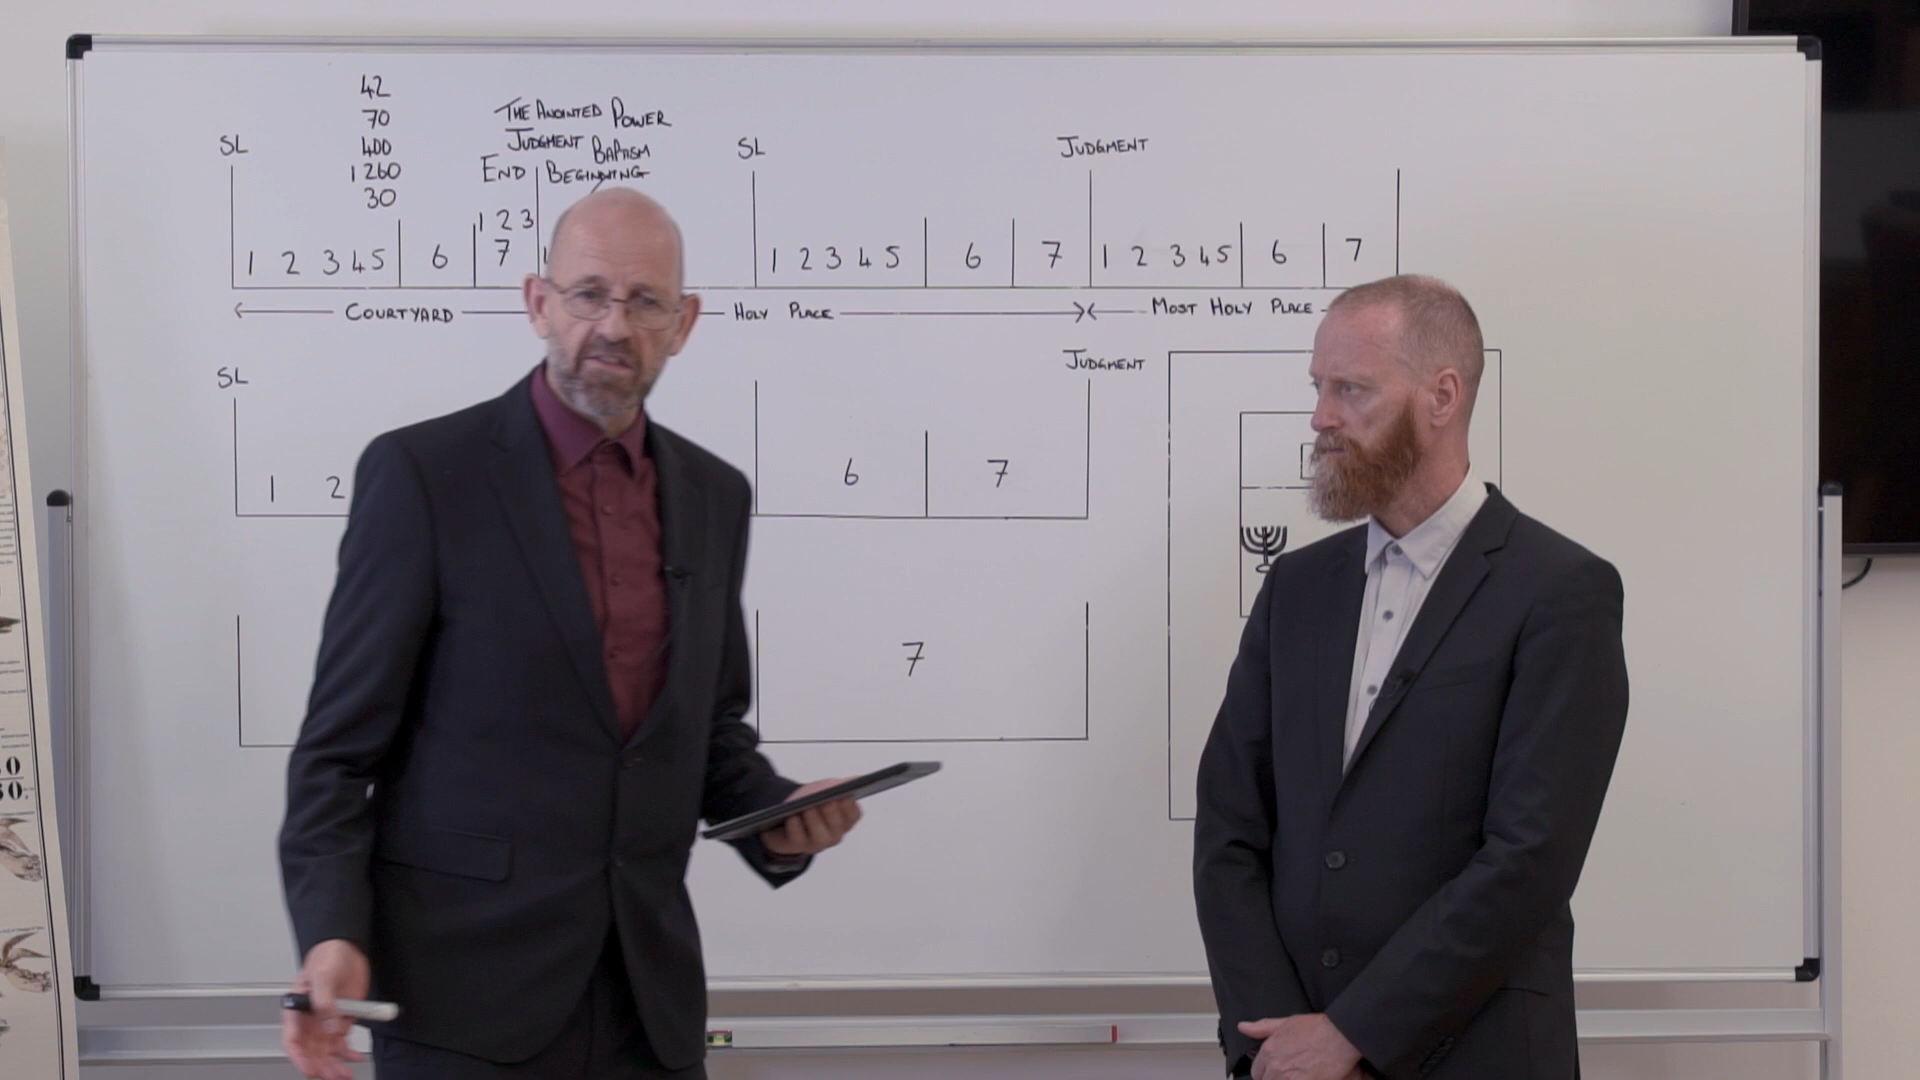 42
70
400
1260
30
THE ANOINTED POWER
JUDGMENT BAPTISM
END BEGINNING
SL
SL
JUDGMENT
1 2 3
1 2 3 4 5 6 7 1
1 2 3 4 5 6 7 1 2 3 4 5 6 7
COURTYARD
HOLY PLACE
MOST HOLY PLACE
SL
JUDGMENT
1 2
6 7
7